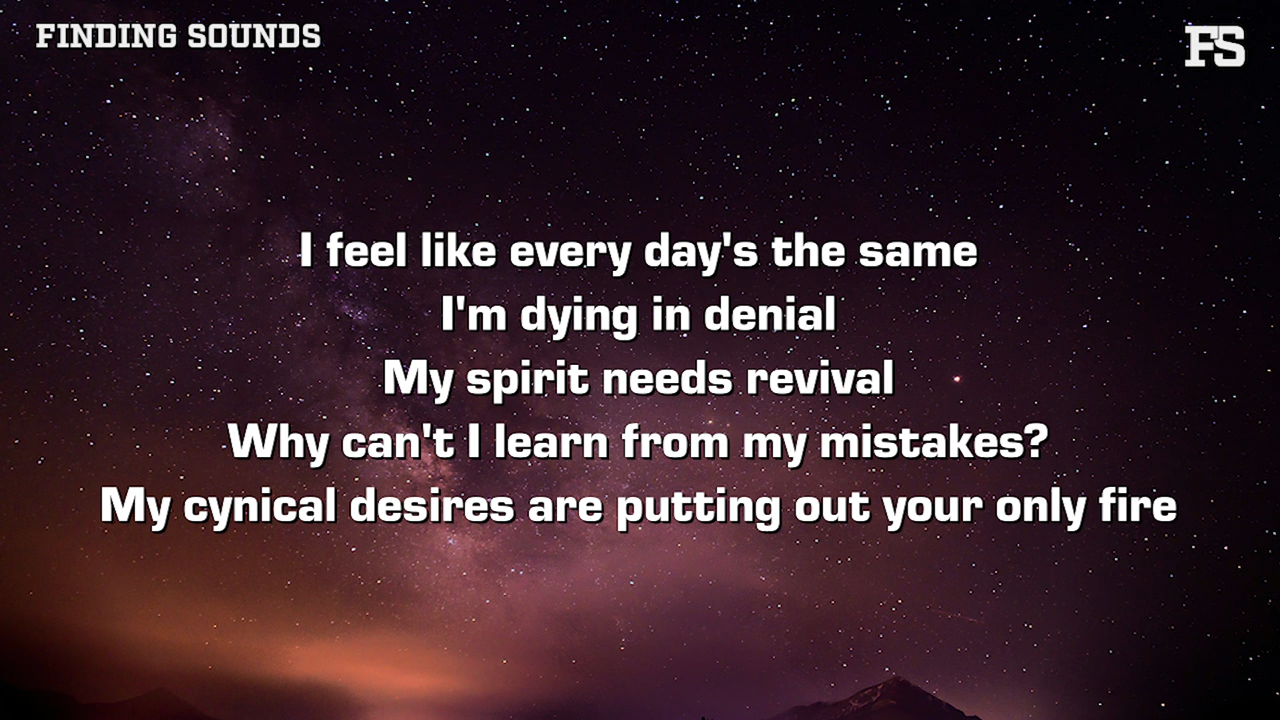 FINDING SOUNDS
FS
I feel like every day's the same
I'm dying in denial
My spirit needs revival
Why can't I learn from my mistakes?
My cynical desires are putting out your only fire